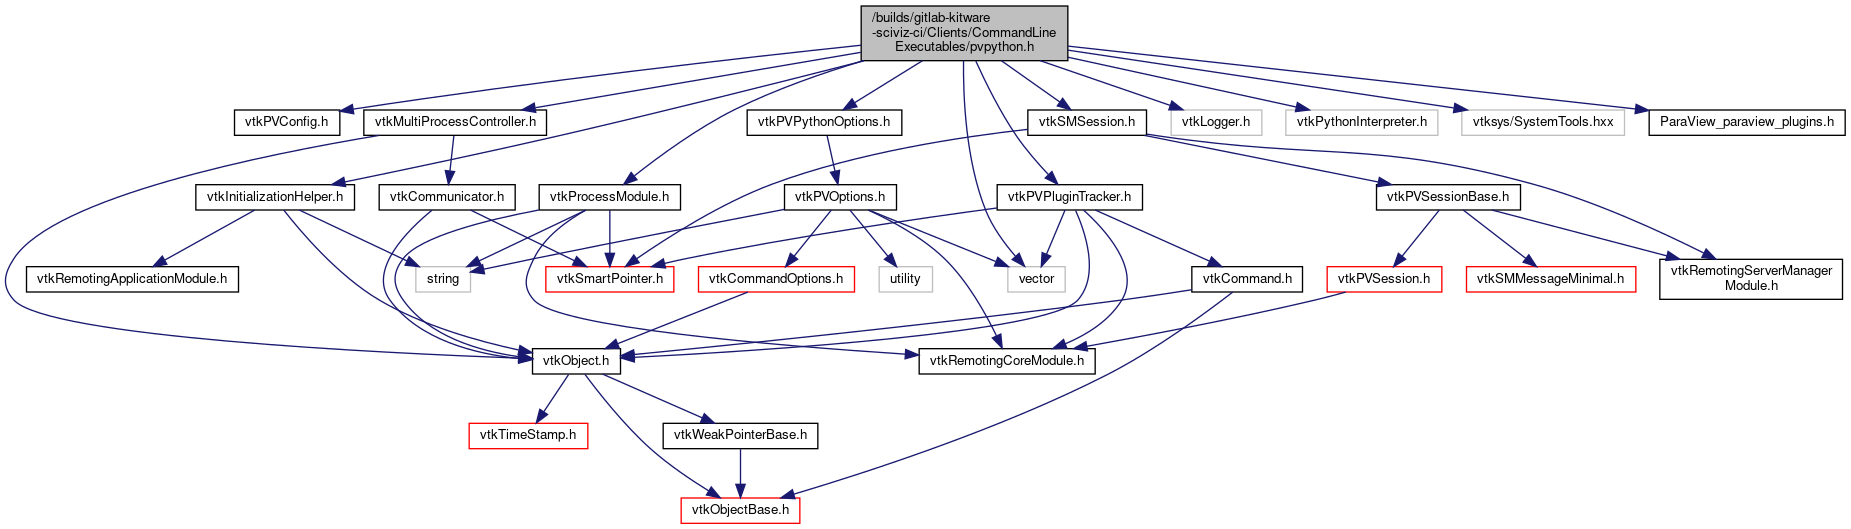 /builds/gitlab-kitware
-sciviz-ci/Clients/CommandLine
Executables/pvpython.h
vtkPVConfig.h
vtkMultiProcessController.h
vtkPVPythonOptions.h
vtkSMSession.h
vtkLogger.h
vtkPythonInterpreter.h
vtksys/SystemTools.hxx
ParaView_paraview_plugins.h
vtkInitializationHelper.h
vtkCommunicator.h
vtkProcessModule.h
vtkPVOptions.h
vtkPVPluginTracker.h
vtkPVSessionBase.h
vtkRemotingApplicationModule.h
string
vtkSmartPointer.h
vtkCommandOptions.h
utility
vector
vtkCommand.h
vtkPVSession.h
vtkSMMessageMinimal.h
vtkRemotingServerManager
Module.h
vtkObject.h
vtkRemotingCoreModule.h
vtkTimeStamp.h
vtkWeakPointerBase.h
vtkObjectBase.h